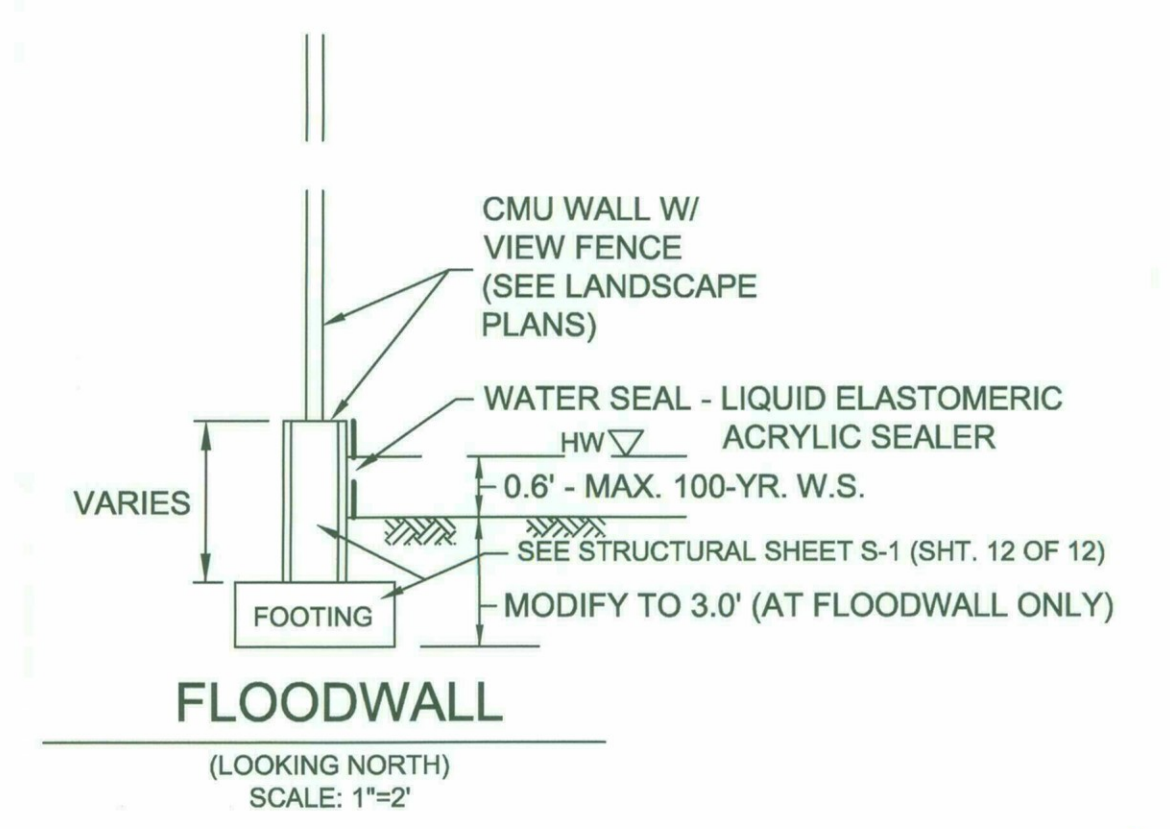 CMU WALL W/
VIEW FENCE
(SEE LANDSCAPE
PLANS)
WATER SEAL - LIQUID ELASTOMERIC
ACRYLIC SEALER
HW
0.6' - MAX. 100-YR. W.S.
VARIES
SEE STRUCTURAL SHEET S-1 (SHT. 12 OF 12)
MODIFY TO 3.0' (AT FLOODWALL ONLY)
FOOTING
FLOODWALL
(LOOKING NORTH)
SCALE: 1"=2'